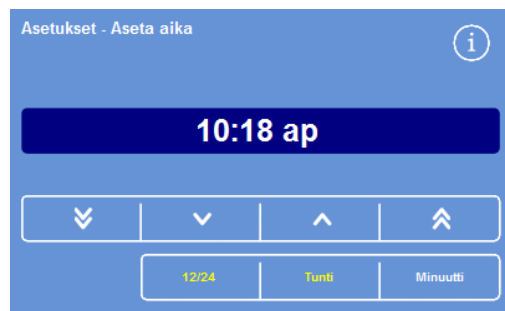 Asetukset - Aseta aika
i
10:18 ap
12/24 Tunti Minuutti